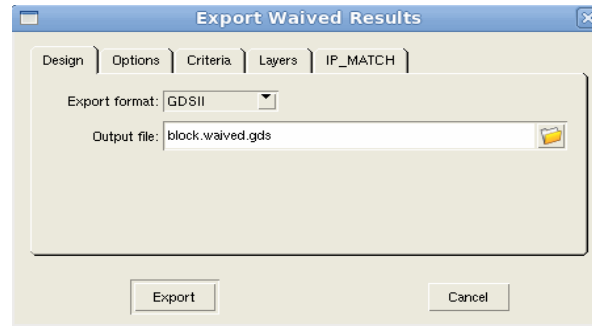 Export Waived Results
Design Options Criteria Layers IP_MATCH
Export format: GDSII
Output file: block.waived.gds
Export Cancel